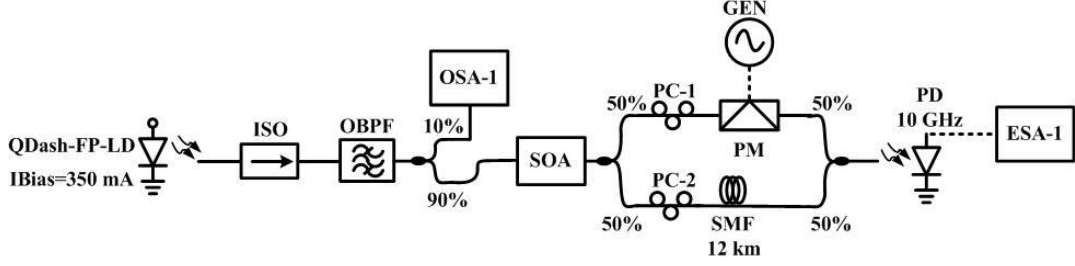 GEN
OSA-1
50%
PC-1
50%
PD
10 GHz
ESA-1
QDash-FP-LD
IBias=350 mA
ISO
OBPF
10%
90%
SOA
PM
PC-2
50%
SMF
12 km
50%